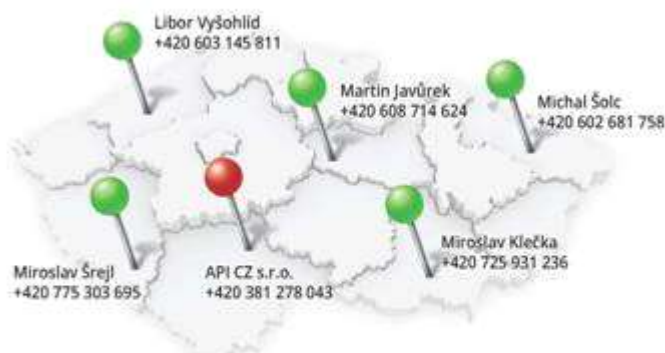 Libor Vyšohlíd
+420 603 145 811
Martin Javůrek
+420 608 714 624
Michal Šolc
+420 602 681 758
Miroslav Šrejl
+420 775 303 695
API CZ s.r.o.
+420 381 278 043
Miroslav Klečka
+420 725 931 236